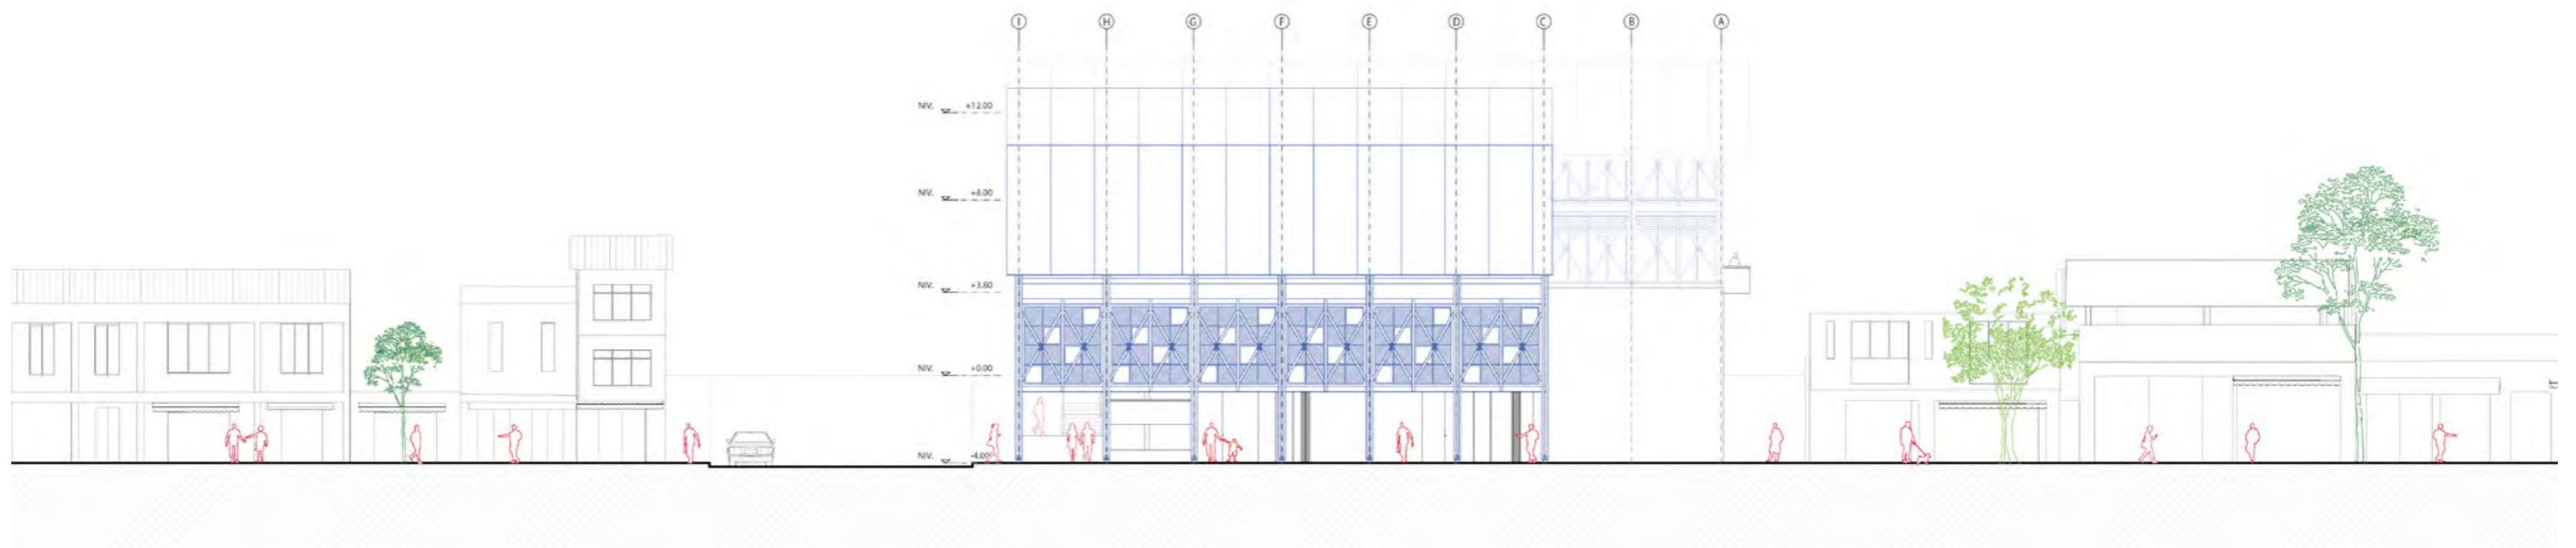 I H G F E D C B A
NIV. +12.00
NIV. +8.00
NIV. +3.80
NIV. +0.00
NIV. -4.00